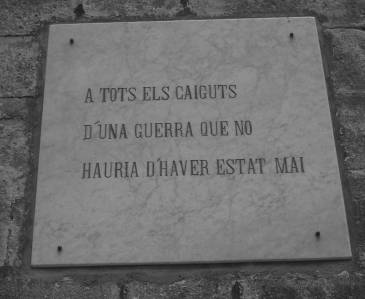 A TOTS ELS CAIGUTS
D´UNA GUERRA QUE NO
HAURIA D´HAVER ESTAT MAI